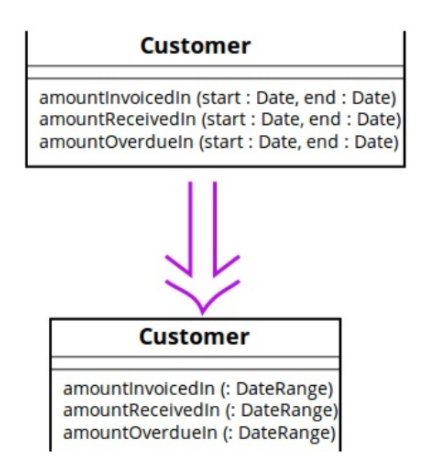 Customer
amountInvoicedIn (start : Date, end : Date)
amountReceivedIn (start : Date, end : Date)
amountOverdueIn (start : Date, end : Date)
Customer
amountInvoicedIn (: DateRange)
amountReceivedIn (: DateRange)
amountOverdueIn (: DateRange)